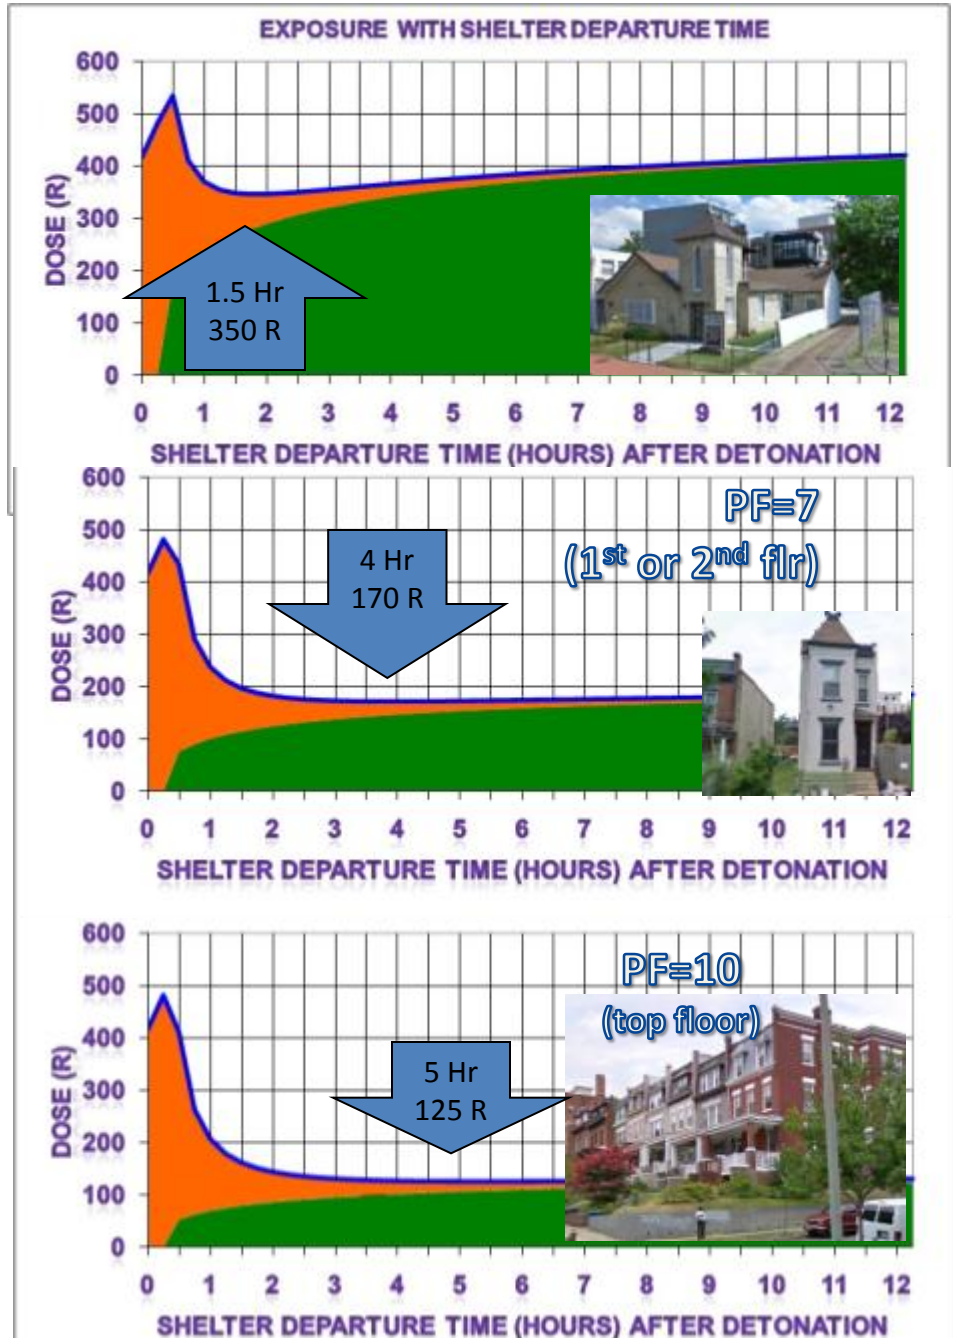 EXPOSURE WITH SHELTER DEPARTURE TIME
600
500
400
300
200
100
0
DOSE (R)
1.5 Hr
350 R
0 1 2 3 4 5 6 7 8 9 10 11 12
SHELTER DEPARTURE TIME (HOURS) AFTER DETONATION
600
500
400
300
200
100
0
DOSE (R)
PF=7
(1st or 2nd flr)
4 Hr
170 R
0 1 2 3 4 5 6 7 8 9 10 11 12
SHELTER DEPARTURE TIME (HOURS) AFTER DETONATION
600
500
400
300
200
100
0
DOSE (R)
PF=10
(top floor)
5 Hr
125 R
0 1 2 3 4 5 6 7 8 9 10 11 12
SHELTER DEPARTURE TIME (HOURS) AFTER DETONATION